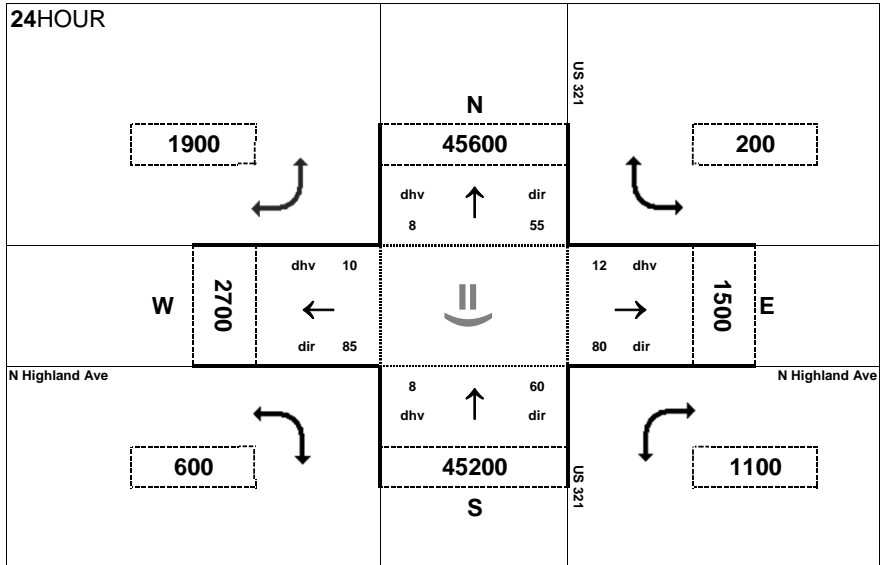 24HOUR
US 321
N
1900
45600
200
dhv
dir
8
55
dhv 10
12 dhv
W
2700
1500
E
dir 85
80 dir
N Highland Ave
N Highland Ave
8
60
dhv
dir
600
45200
1100
US 321
S